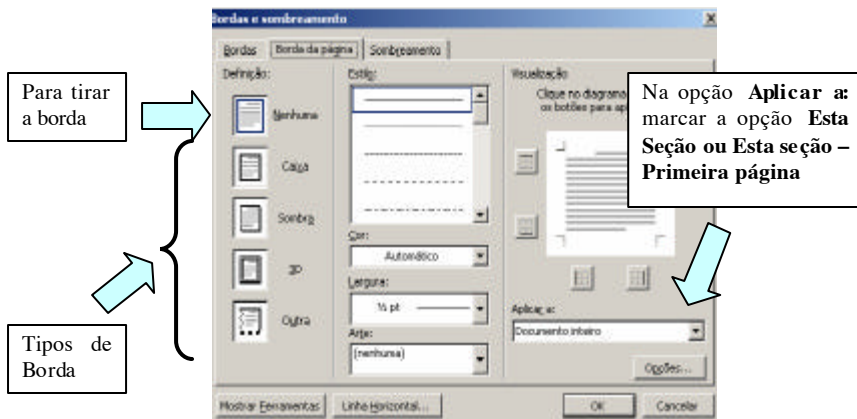 Bordas e sombreamento
Bordas
Borda da página
Sombreamento
Definição:
Nenhuma
Caixa
Sombra
3D
Outra
Estilo:
Cor:
Automático
Largura:
½ pt
Arte:
(nenhuma)
Visualização
Clique no diagrama
os botões para ap
Aplicar a:
Documento inteiro
Opções...
Mostrar Ferramentas
Linha Horizontal...
OK
Cancelar
Para tirar
a borda
Tipos de
Borda
Na opção Aplicar a:
marcar a opção Esta
Seção ou Esta seção –
Primeira página